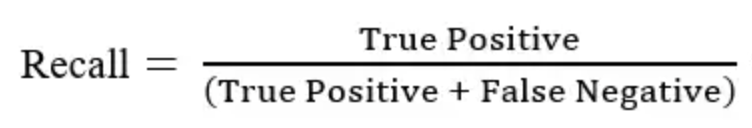 True Positive
Recall =
(True Positive + False Negative)